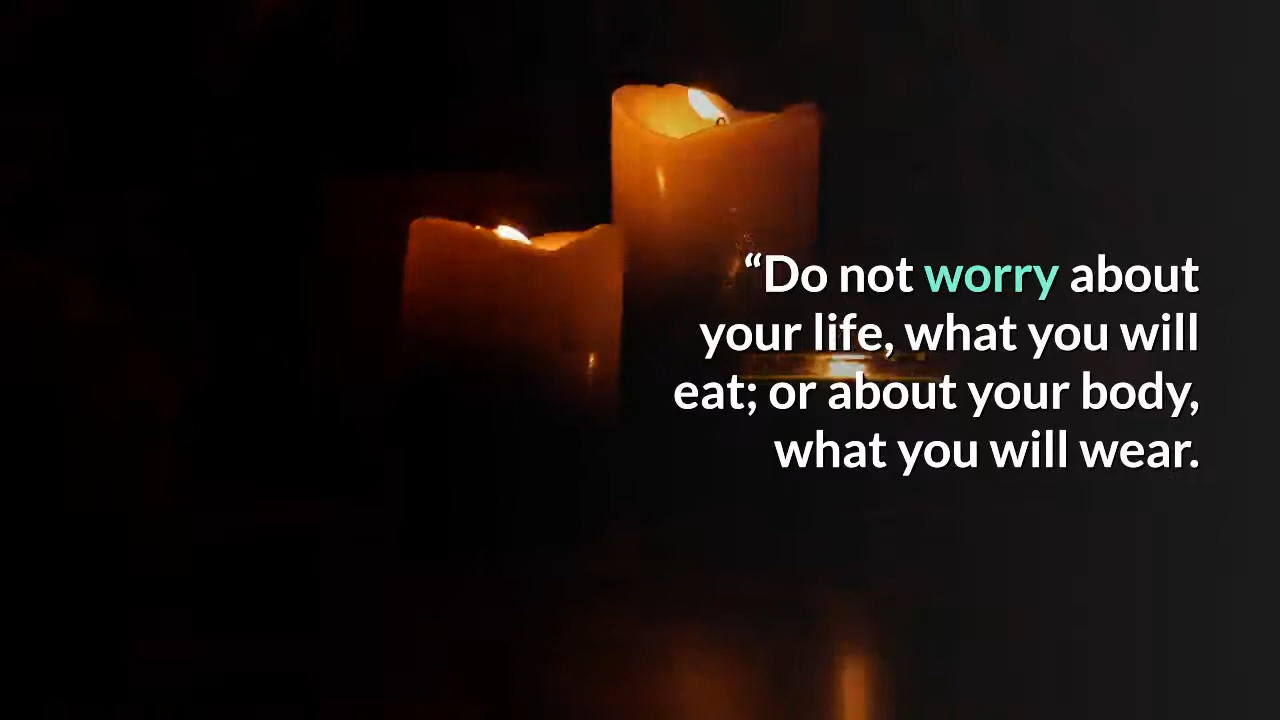 “Do not worry about
your life, what you will
eat; or about your body,
what you will wear.